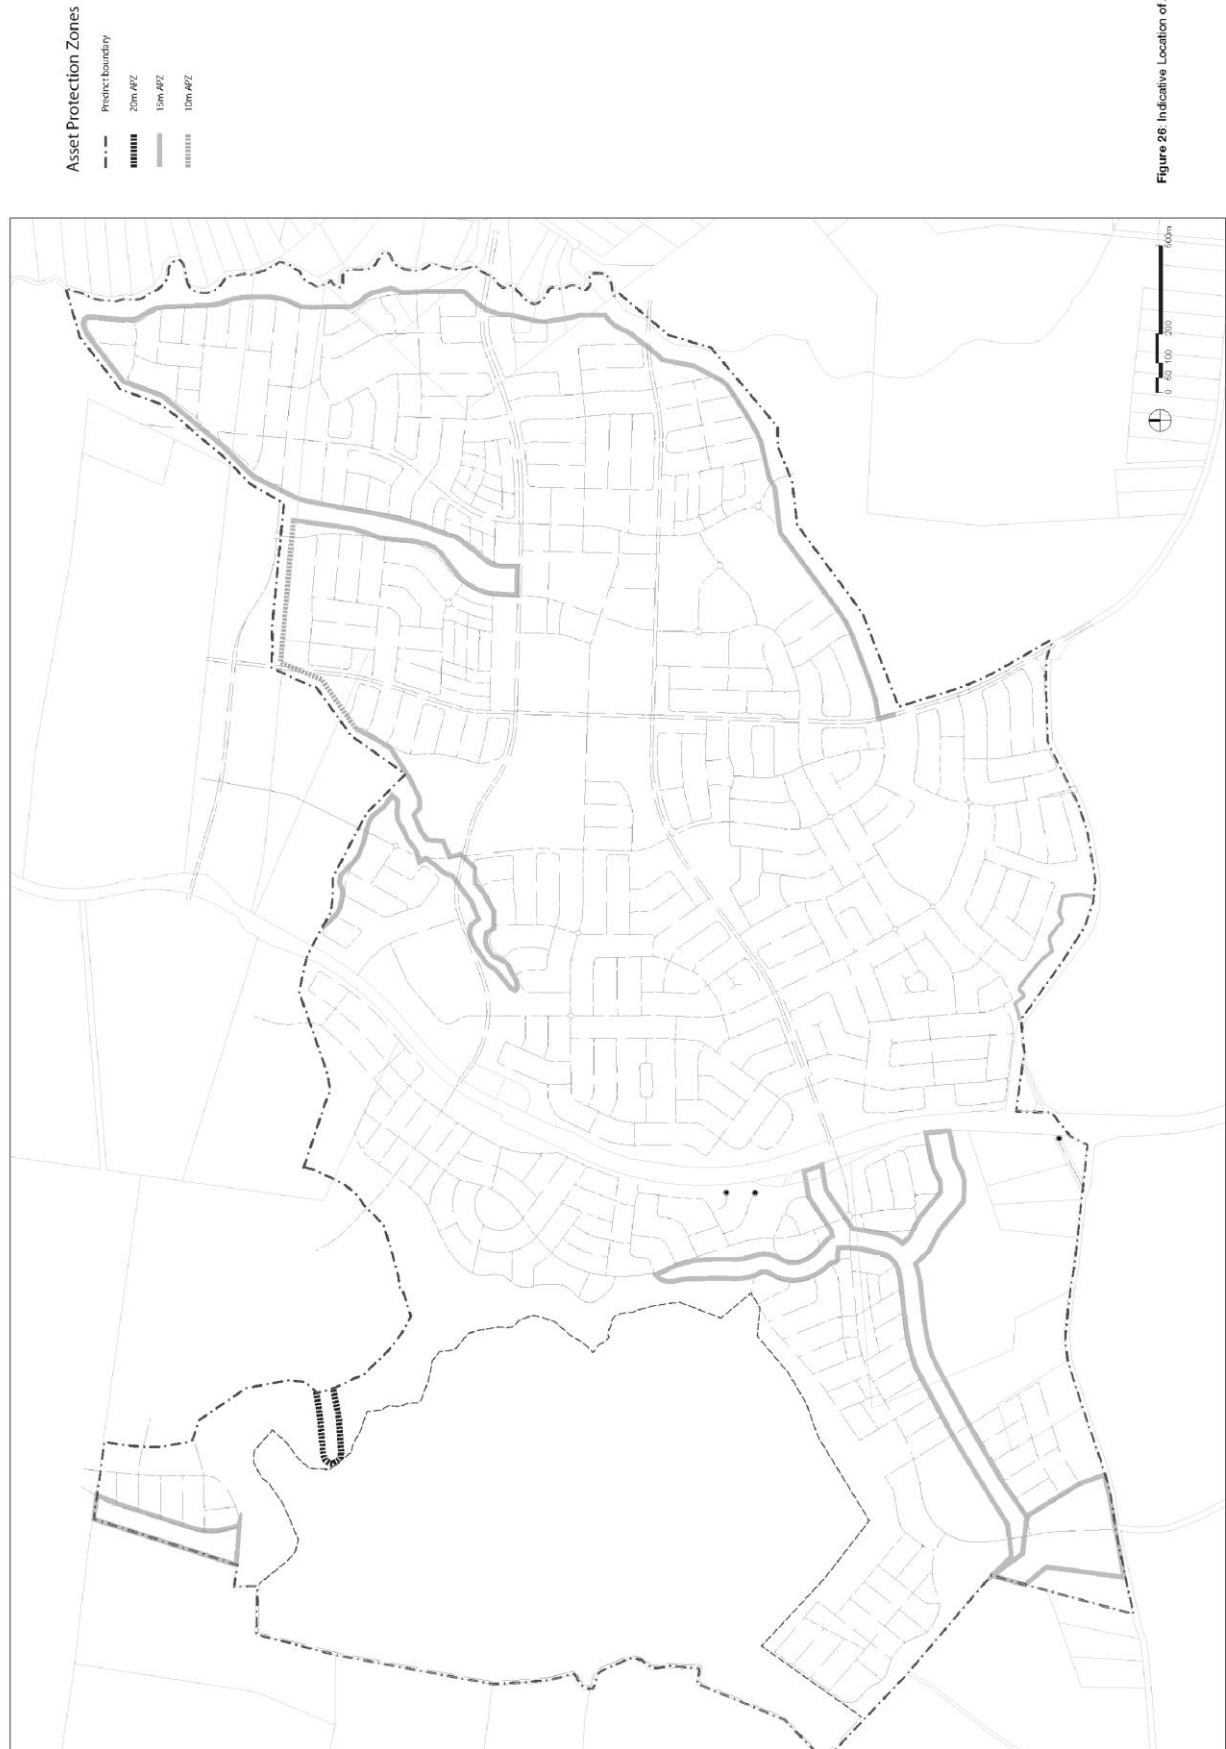 Asset Protection Zones
Precinct boundary
20m APZ
15m APZ
10m APZ
0 50 100 200 500m
Figure 26: Indicative Location of